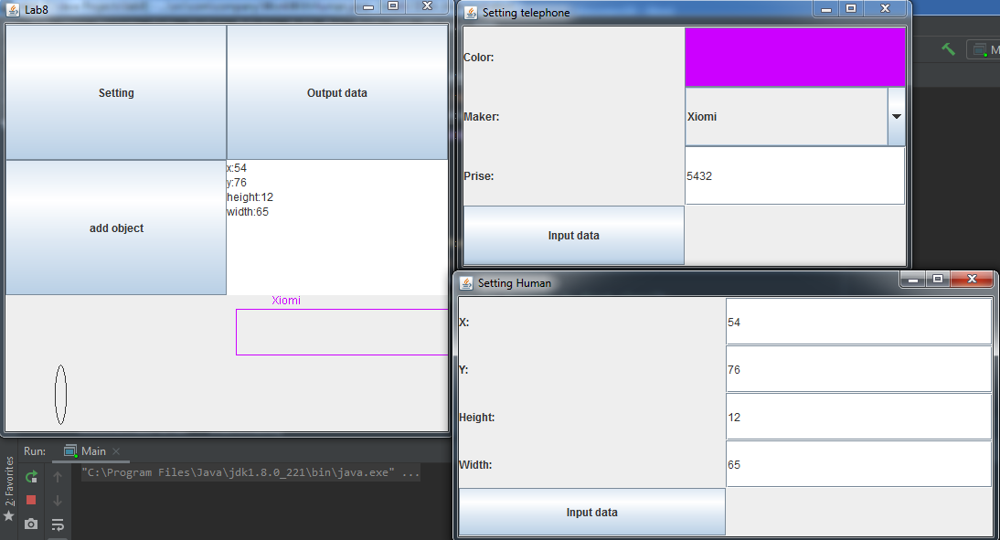 Lab8
Setting
Output data
add object
x:54
y:76
height:12
width:65
Xiomi
Setting telephone
Color:
Maker:
Xiomi
Prise:
5432
Input data
M
Setting Human
X:
54
Y:
76
Height:
12
Width:
65
Input data
Run:
Main
2: Favorites
"C:\Program Files\Java\jdk1.8.0_221\bin\java.exe" ...